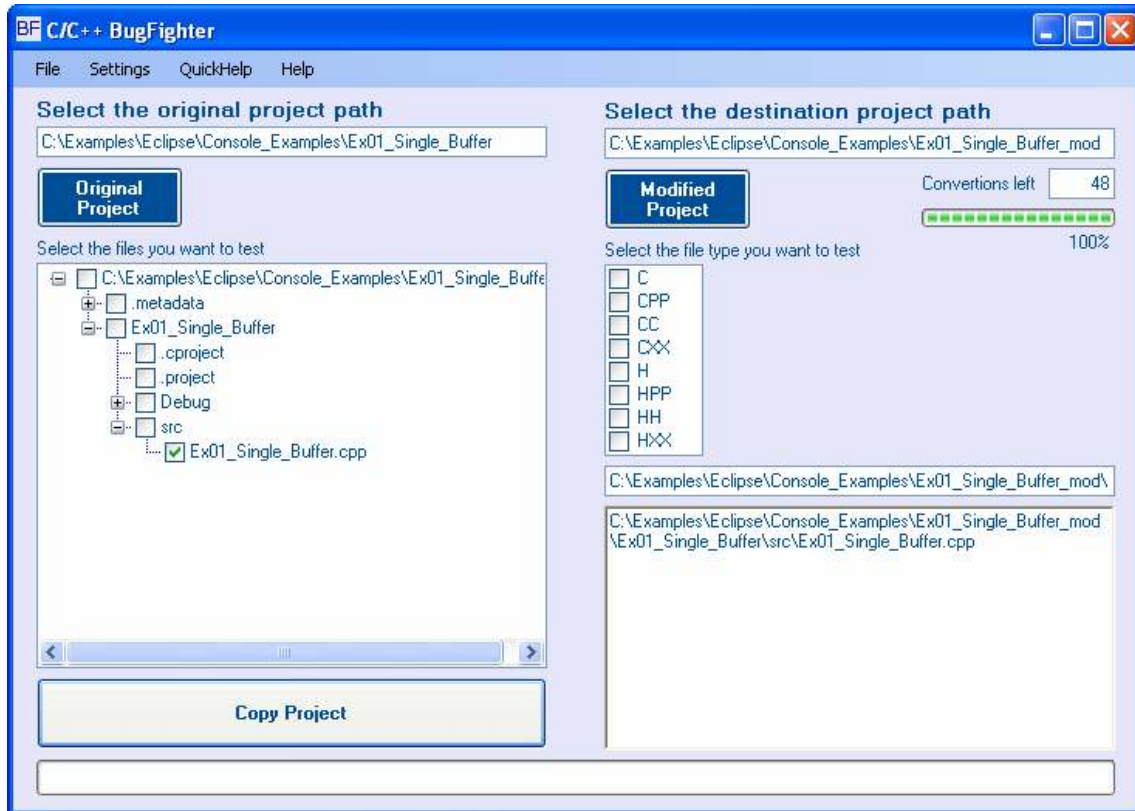 BF C/C++ BugFighter
File Settings QuickHelp Help
Select the original project path
C:\Examples\Eclipse\Console_Examples\Ex01_Single_Buffer
Original
Project
Select the files you want to test
C:\Examples\Eclipse\Console_Examples\Ex01_Single_Buffe
.metadata
Ex01_Single_Buffer
.cproject
.project
Debug
src
Ex01_Single_Buffer.cpp
Copy Project
Select the destination project path
C:\Examples\Eclipse\Console_Examples\Ex01_Single_Buffer_mod
Modified
Project
Convertions left 48
100%
Select the file type you want to test
C
CPP
CC
CXX
H
HPP
HH
HXX
C:\Examples\Eclipse\Console_Examples\Ex01_Single_Buffer_mod\
C:\Examples\Eclipse\Console_Examples\Ex01_Single_Buffer_mod
\Ex01_Single_Buffer\src\Ex01_Single_Buffer.cpp